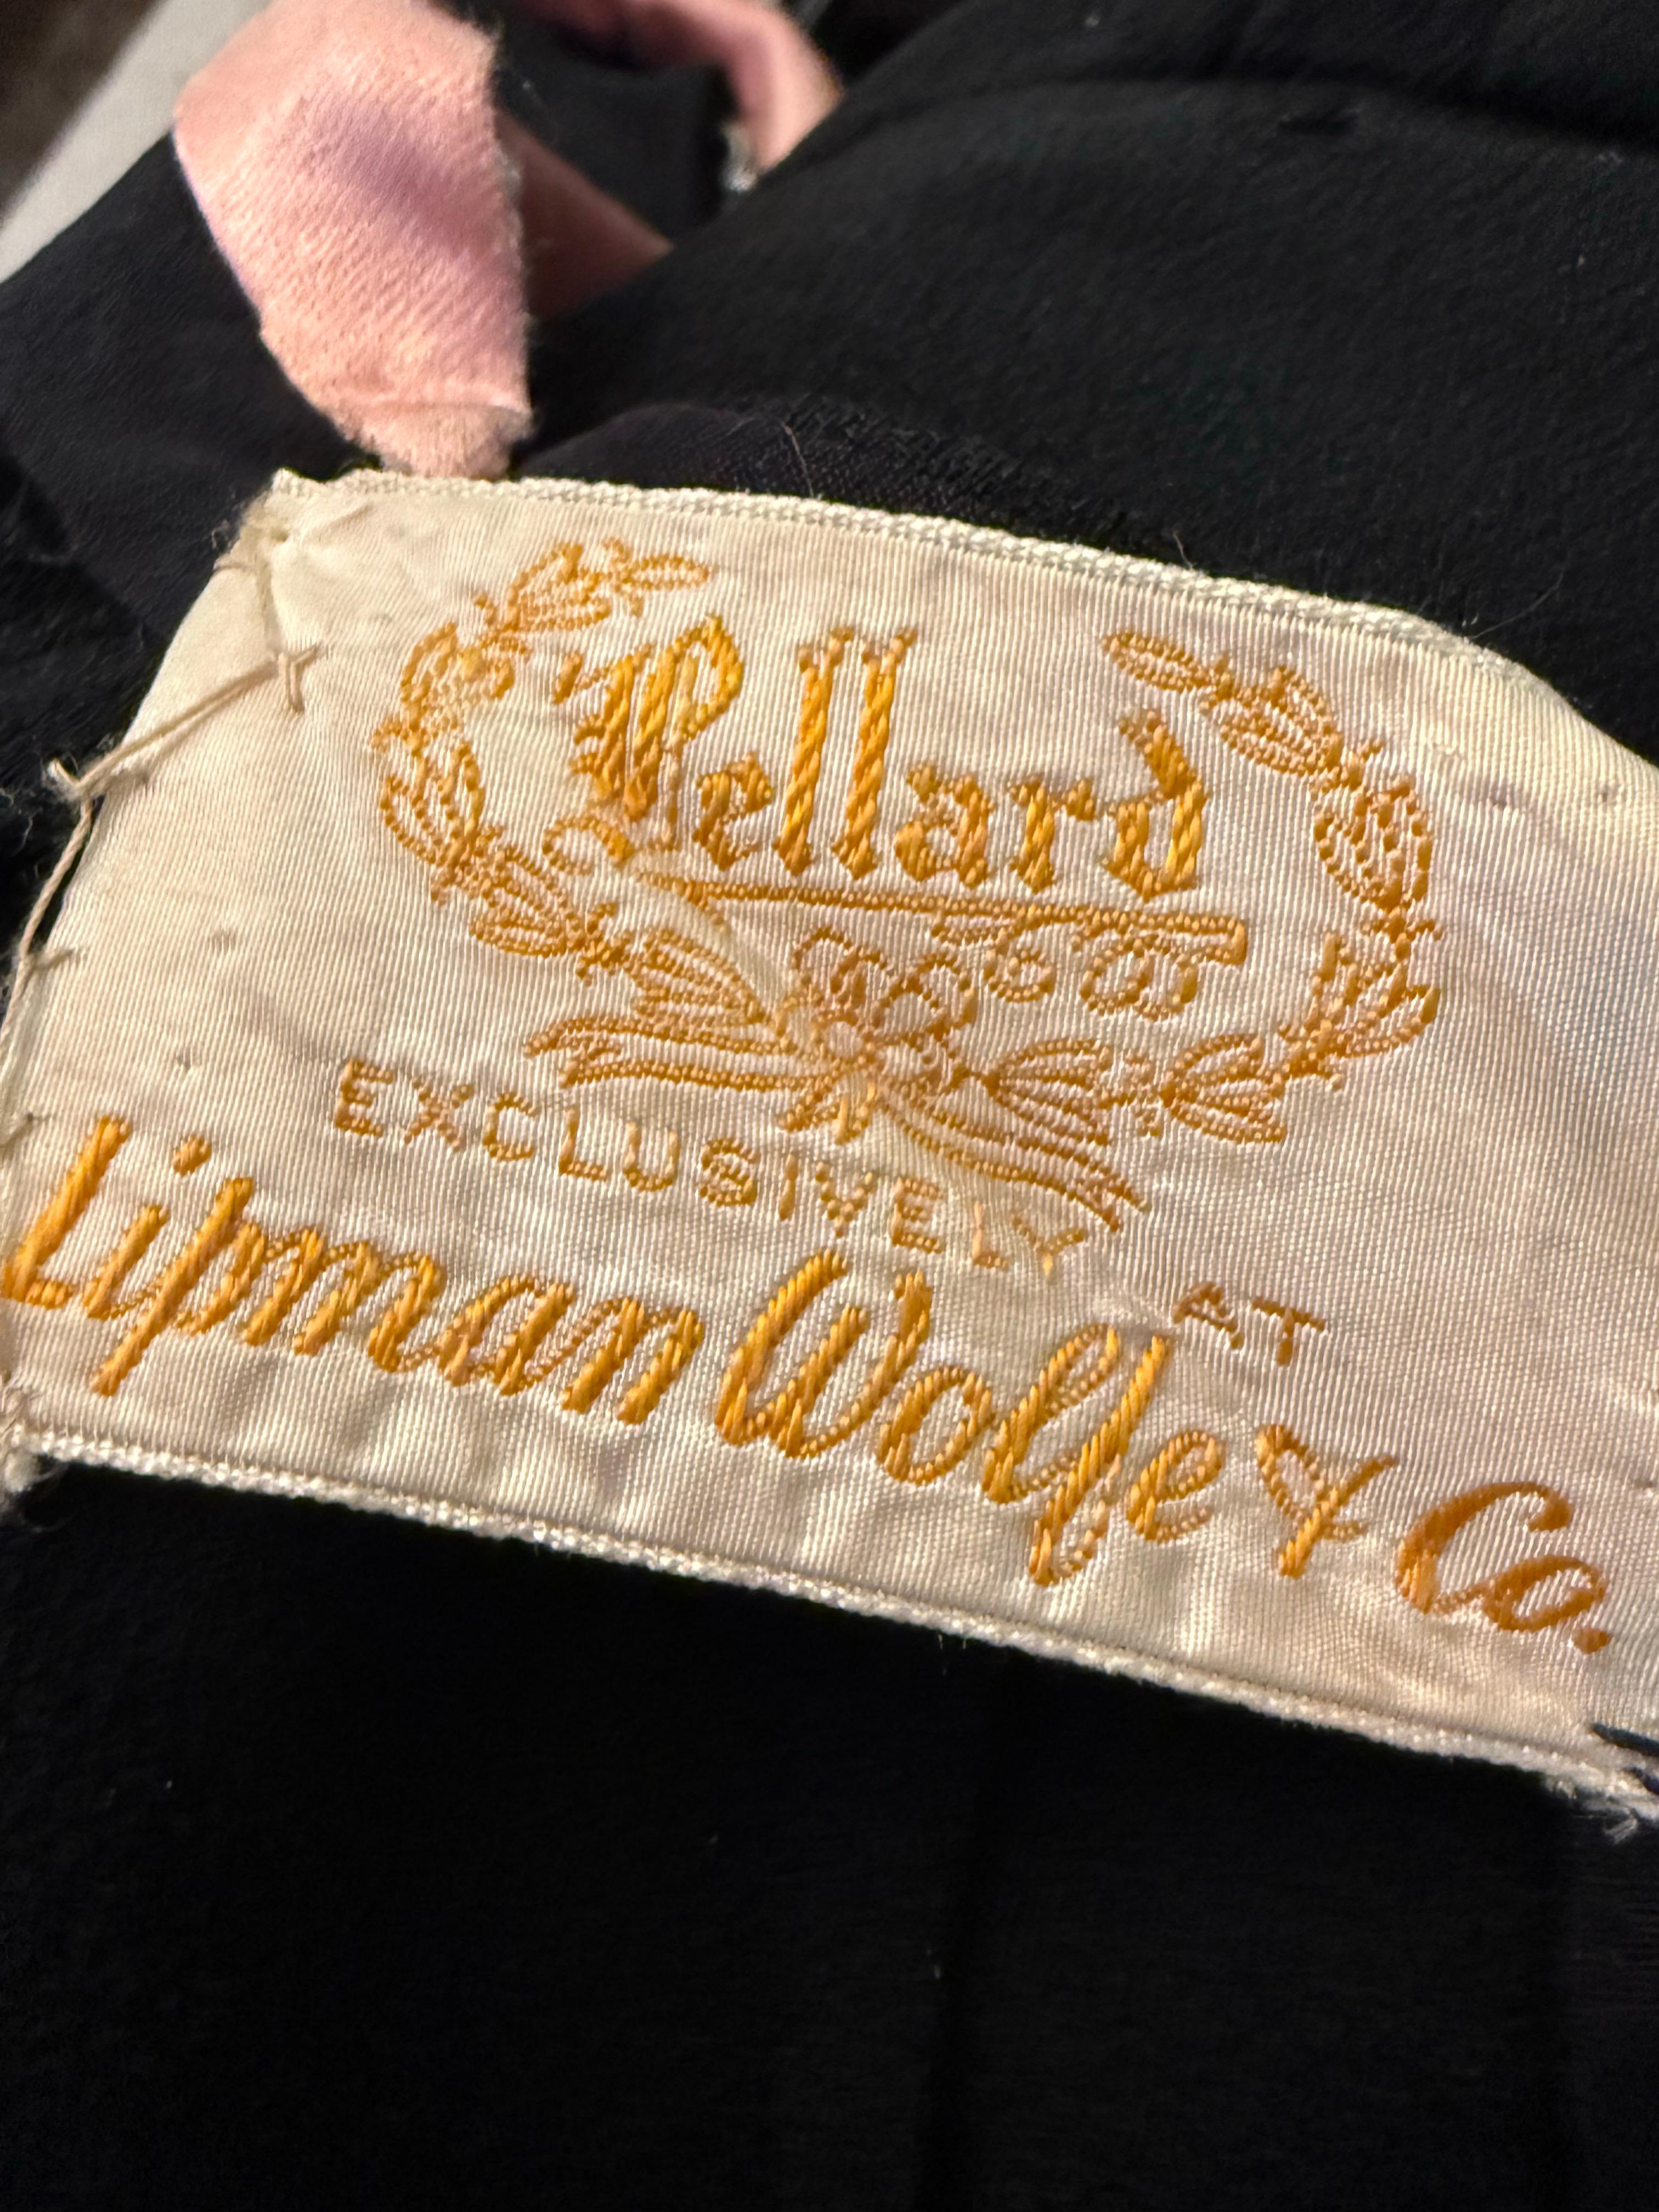 Pellard
EXCLUSIVELY AT
Lipman Wolfe & Co.